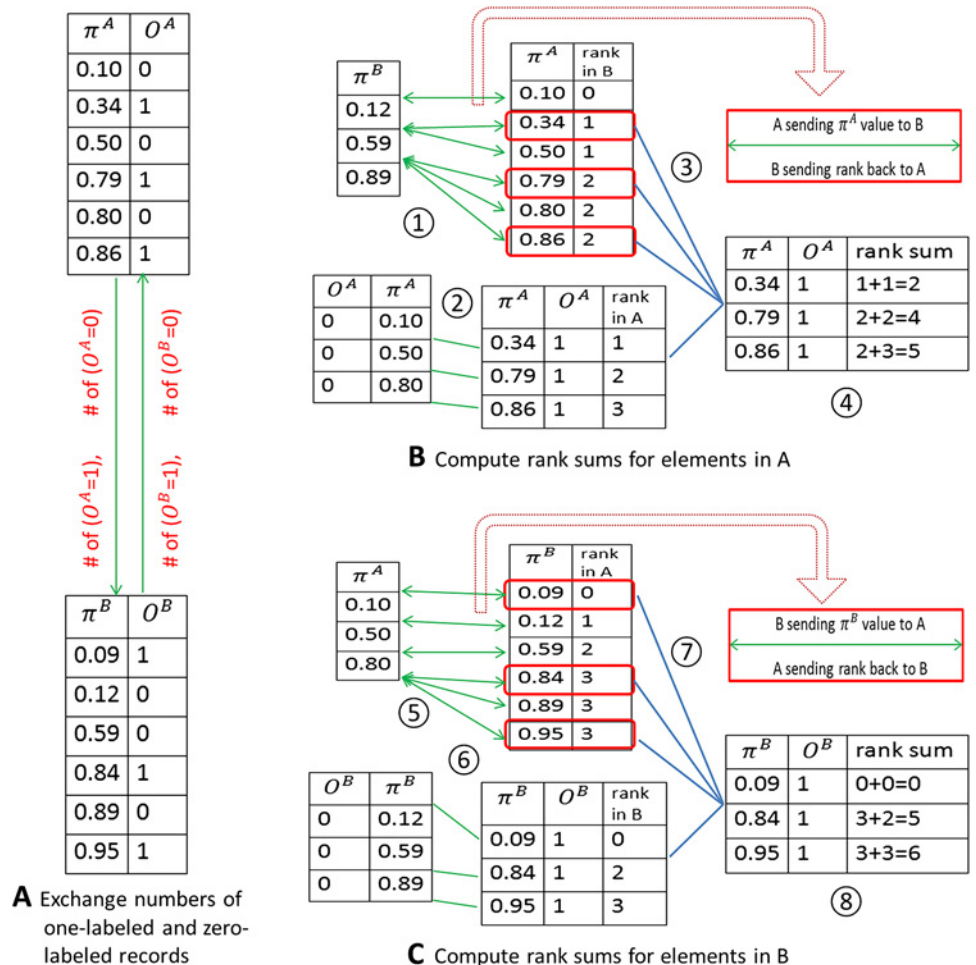 π^A O^A
0.10 0
0.34 1
0.50 0
0.79 1
0.80 0
0.86 1
# of (O^A=1), # of (O^A=0)
# of (O^B=1), # of (O^B=0)
π^B O^B
0.09 1
0.12 0
0.59 0
0.84 1
0.89 0
0.95 1
A Exchange numbers of
one-labeled and zero-
labeled records
π^B
0.12
0.59
0.89
①
π^A rank
in B
0.10 0
0.34 1
0.50 1
0.79 2
0.80 2
0.86 2
③
A sending π^A value to B
B sending rank back to A
O^A π^A
0 0.10
0 0.50
0 0.80
②
π^A O^A rank
in A
0.34 1 1
0.79 1 2
0.86 1 3
π^A O^A rank sum
0.34 1 1+1=2
0.79 1 2+2=4
0.86 1 2+3=5
④
B Compute rank sums for elements in A
π^A
0.10
0.50
0.80
⑤
π^B rank
in A
0.09 0
0.12 1
0.59 2
0.84 3
0.89 3
0.95 3
⑦
B sending π^B value to A
A sending rank back to B
⑥
O^B π^B
0 0.12
0 0.59
0 0.89
π^B O^B rank
in B
0.09 1 0
0.84 1 2
0.95 1 3
π^B O^B rank sum
0.09 1 0+0=0
0.84 1 3+2=5
0.95 1 3+3=6
⑧
C Compute rank sums for elements in B